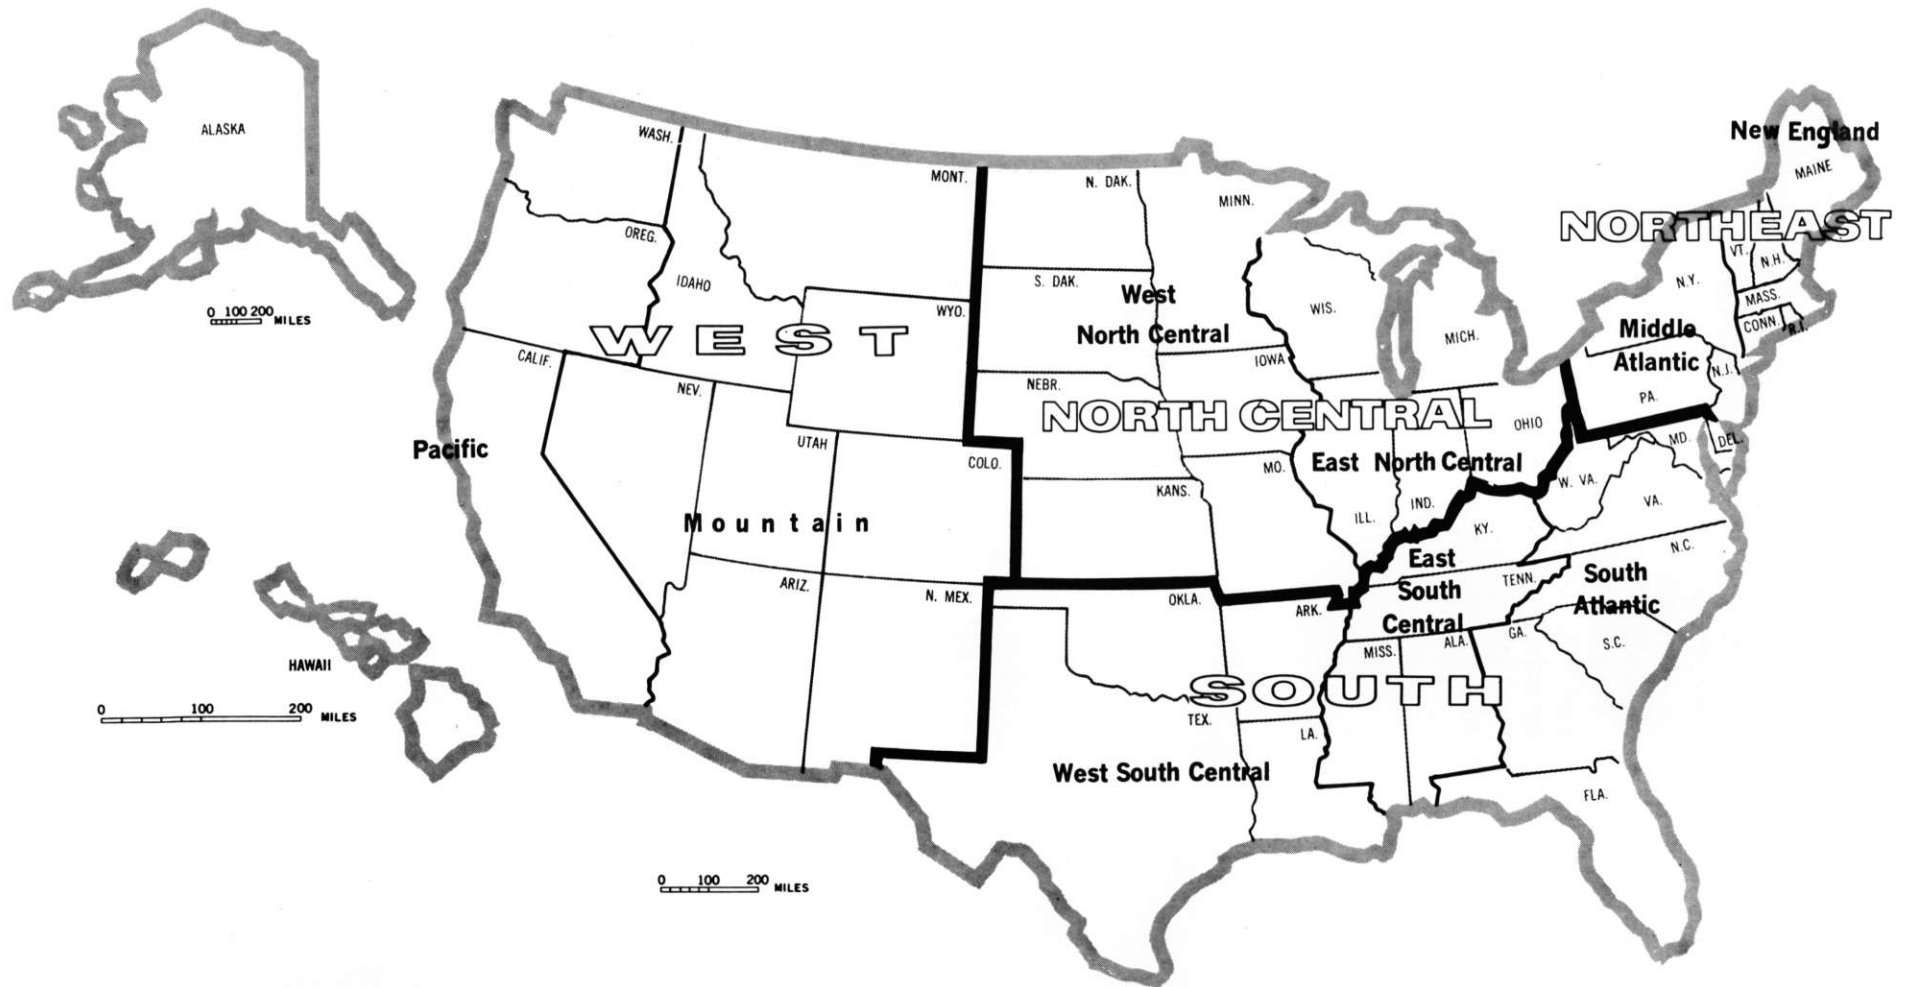 ALASKA
0 100 200 MILES
HAWAII
0 100 200 MILES
0 100 200 MILES
WEST
Pacific
Mountain
WASH.
OREG.
IDAHO
MONT.
WYO.
CALIF.
NEV.
UTAH
COLO.
ARIZ.
N. MEX.
NORTH CENTRAL
West
North Central
N. DAK.
MINN.
S. DAK.
IOWA
NEBR.
KANS.
MO.
East North Central
WIS.
MICH.
OHIO
ILL.
IND.
NORTHEAST
New England
MAINE
VT.
N.H.
MASS.
CONN.
R.I.
Middle
Atlantic
N.Y.
N.J.
PA.
SOUTH
West South Central
OKLA.
ARK.
TEX.
LA.
East
South
Central
KY.
TENN.
MISS.
ALA.
South
Atlantic
MD.
DEL.
W. VA.
VA.
N.C.
S.C.
GA.
FLA.